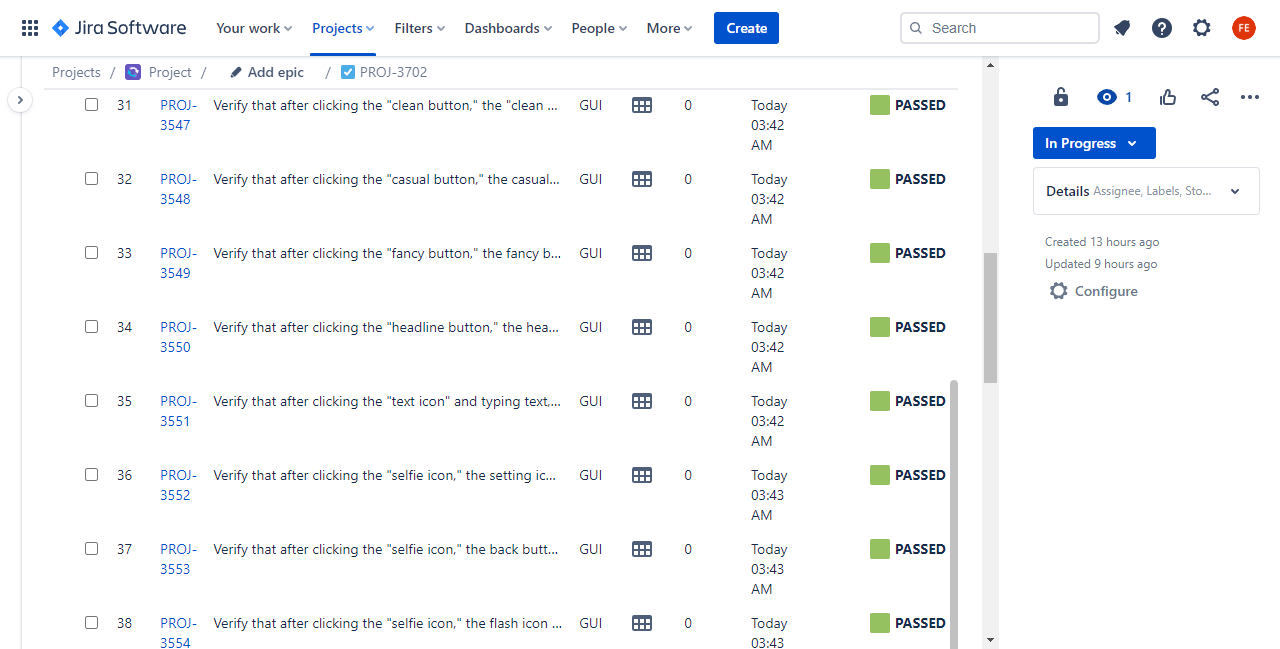 Jira Software Your work Projects Filters Dashboards People More Create Search FE
Projects / Project / Add epic / PROJ-3702
1
In Progress
Details Assignee, Labels, Sto...
Created 13 hours ago
Updated 9 hours ago
Configure
31 PROJ- Verify that after clicking the "clean button," the "clean ... GUI 0 Today PASSED
3547 03:42
AM
32 PROJ- Verify that after clicking the "casual button," the casual... GUI 0 Today PASSED
3548 03:42
AM
33 PROJ- Verify that after clicking the "fancy button," the fancy b... GUI 0 Today PASSED
3549 03:42
AM
34 PROJ- Verify that after clicking the "headline button," the hea... GUI 0 Today PASSED
3550 03:42
AM
35 PROJ- Verify that after clicking the "text icon" and typing text,... GUI 0 Today PASSED
3551 03:42
AM
36 PROJ- Verify that after clicking the "selfie icon," the setting ic... GUI 0 Today PASSED
3552 03:43
AM
37 PROJ- Verify that after clicking the "selfie icon," the back butt... GUI 0 Today PASSED
3553 03:43
AM
38 PROJ- Verify that after clicking the "selfie icon," the flash icon ... GUI 0 Today PASSED
3554 03:43